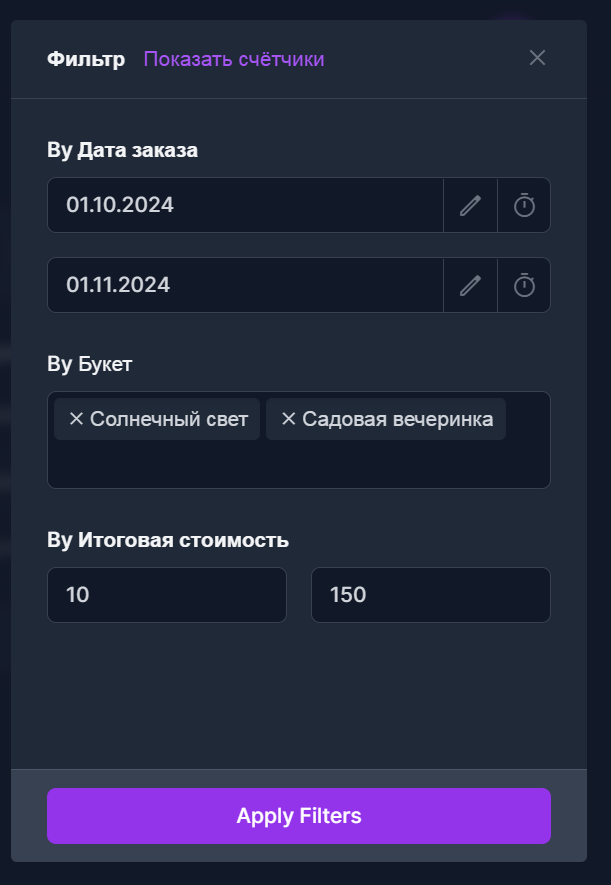 Фильтр Показать счётчики
By Дата заказа
01.10.2024
01.11.2024
By Букет
× Солнечный свет × Садовая вечеринка
By Итоговая стоимость
10 150
Apply Filters